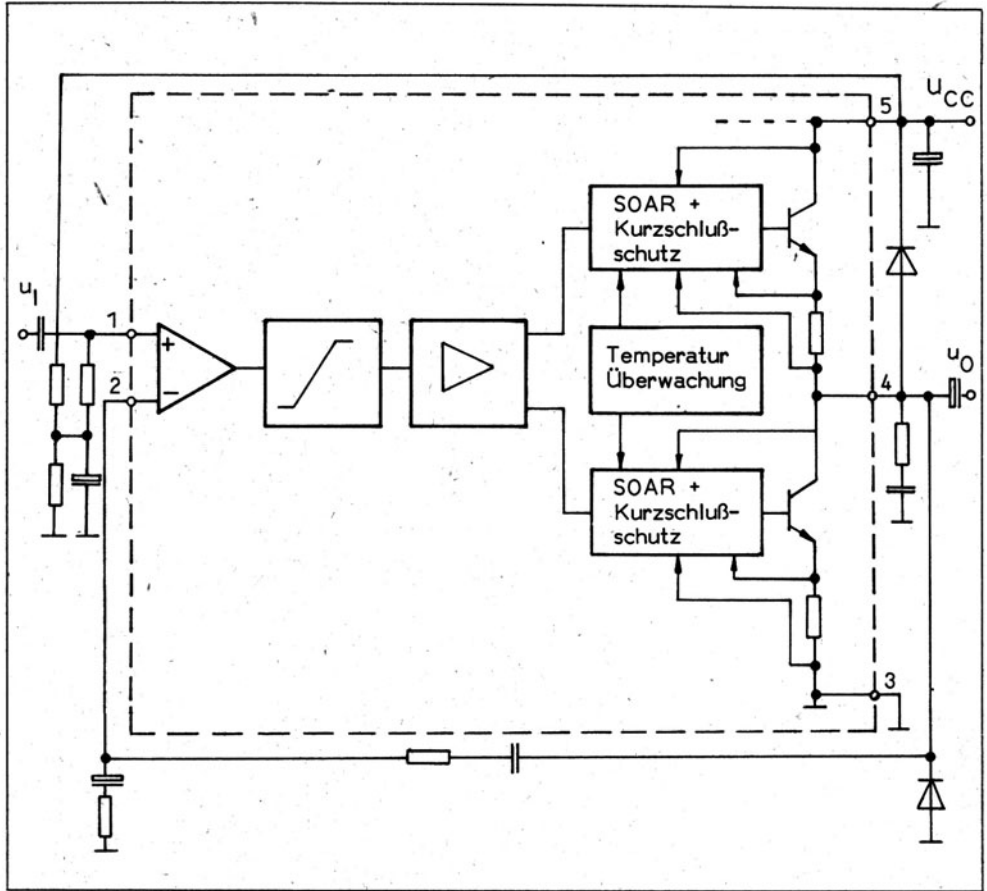 5
u_CC
SOAR +
Kurzschluß-
schutz
u_I
1
+
2
−
Temperatur
Überwachung
4
u_O
SOAR +
Kurzschluß-
schutz
3